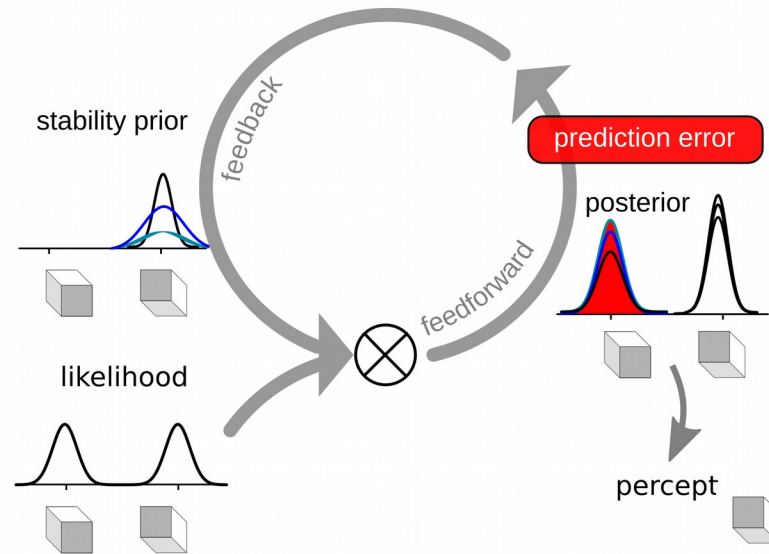 stability prior
feedback
prediction error
posterior
feedforward
likelihood
percept